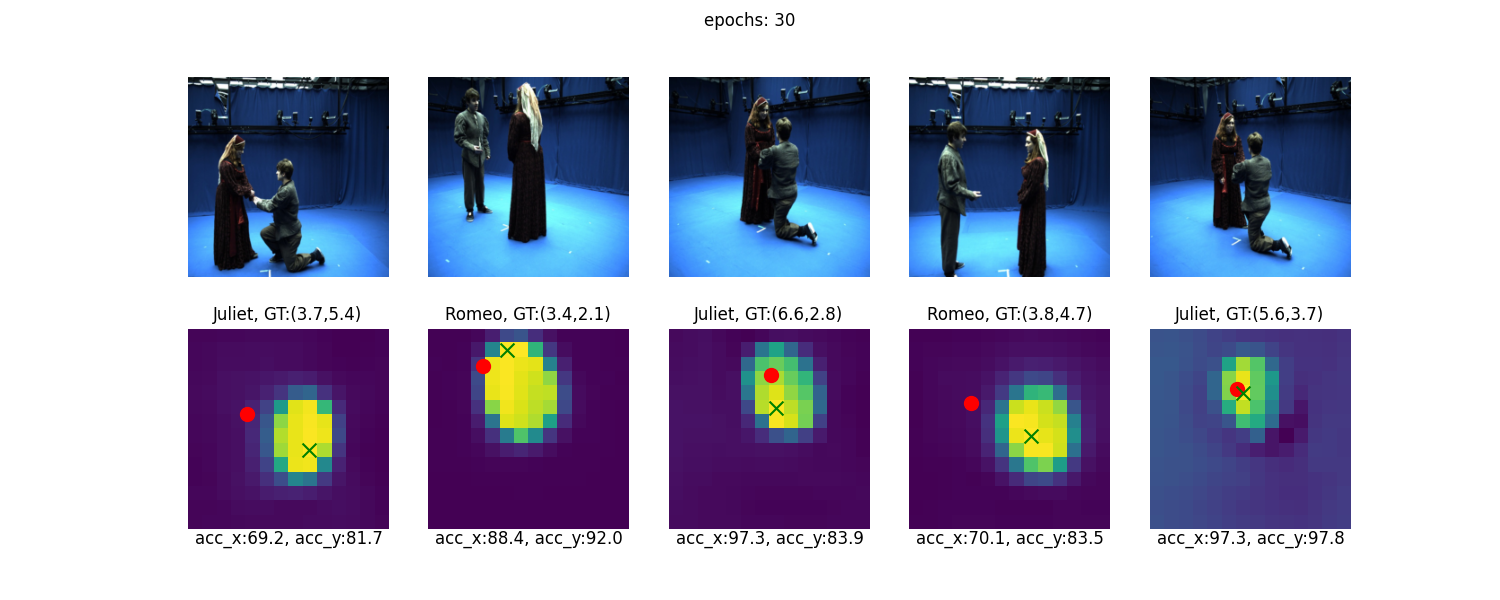 epochs: 30
Juliet, GT:(3.7,5.4)
Romeo, GT:(3.4,2.1)
Juliet, GT:(6.6,2.8)
Romeo, GT:(3.8,4.7)
Juliet, GT:(5.6,3.7)
acc_x:69.2, acc_y:81.7
acc_x:88.4, acc_y:92.0
acc_x:97.3, acc_y:83.9
acc_x:70.1, acc_y:83.5
acc_x:97.3, acc_y:97.8